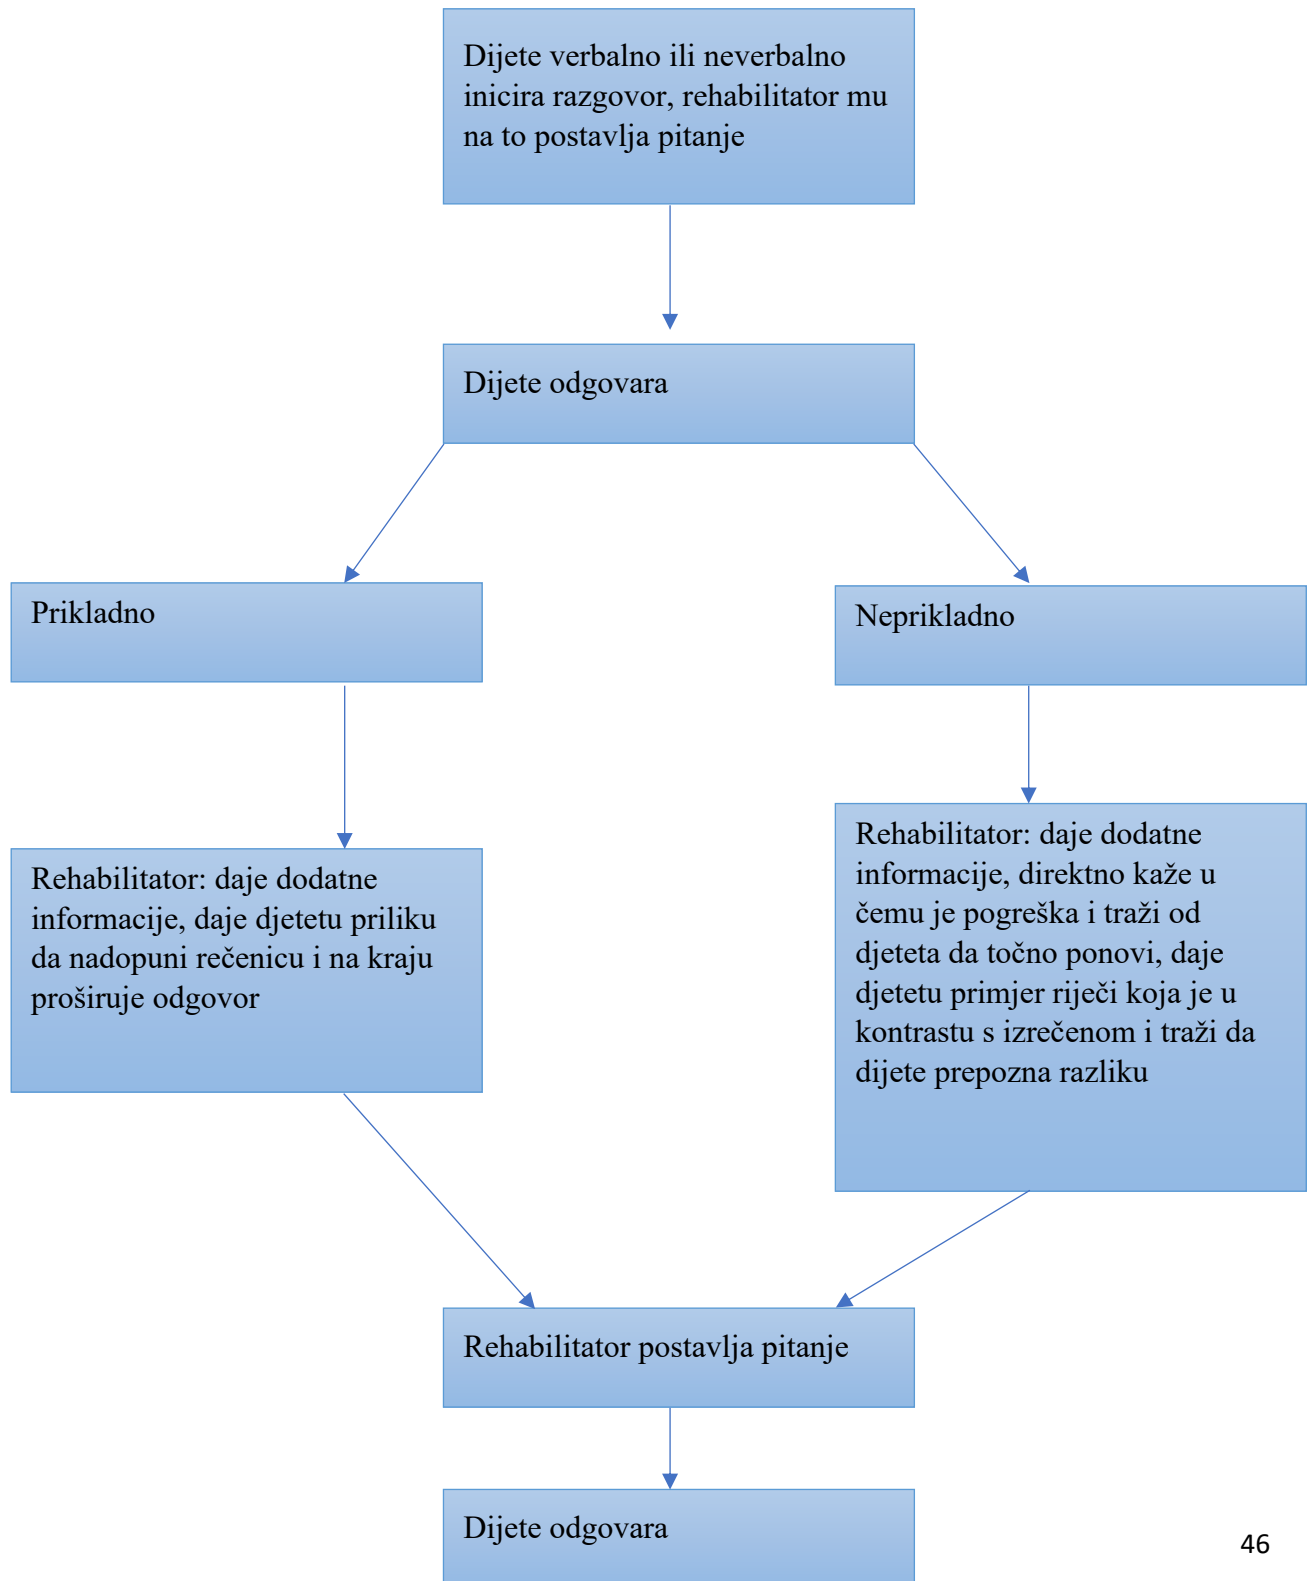 Dijete verbalno ili neverbalno
inicira razgovor, rehabilitator mu
na to postavlja pitanje
Dijete odgovara
Prikladno
Neprikladno
Rehabilitator: daje dodatne
informacije, daje djetetu priliku
da nadopuni rečenicu i na kraju
proširuje odgovor
Rehabilitator: daje dodatne
informacije, direktno kaže u
čemu je pogreška i traži od
djeteta da točno ponovi, daje
djetetu primjer riječi koja je u
kontrastu s izrečenom i traži da
dijete prepozna razliku
Rehabilitator postavlja pitanje
Dijete odgovara
46